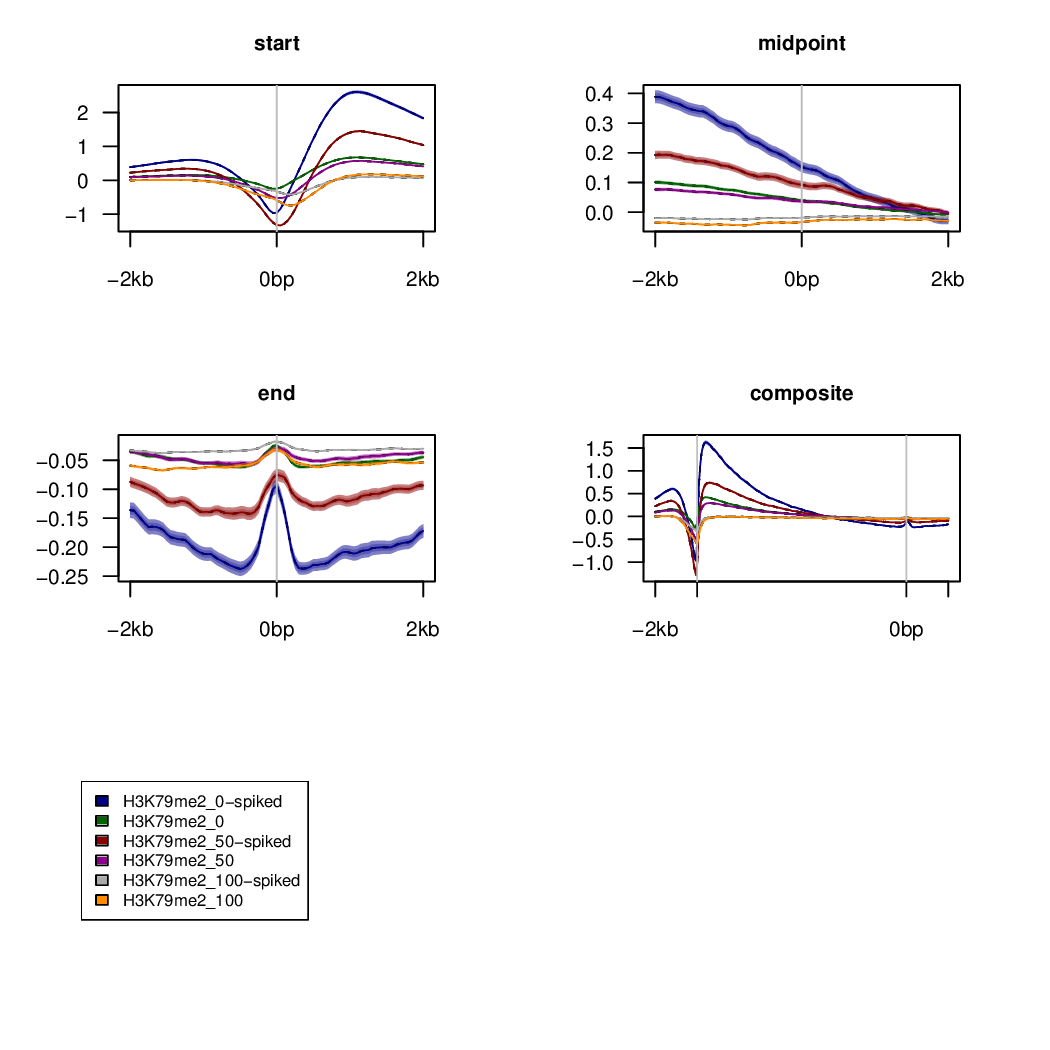 start
2
1
0
−1
−2kb 0bp 2kb
midpoint
0.4
0.3
0.2
0.1
0.0
−2kb 0bp 2kb
end
−0.05
−0.10
−0.15
−0.20
−0.25
−2kb 0bp 2kb
composite
1.5
1.0
0.5
0.0
−0.5
−1.0
−2kb 0bp
H3K79me2_0−spiked
H3K79me2_0
H3K79me2_50−spiked
H3K79me2_50
H3K79me2_100−spiked
H3K79me2_100